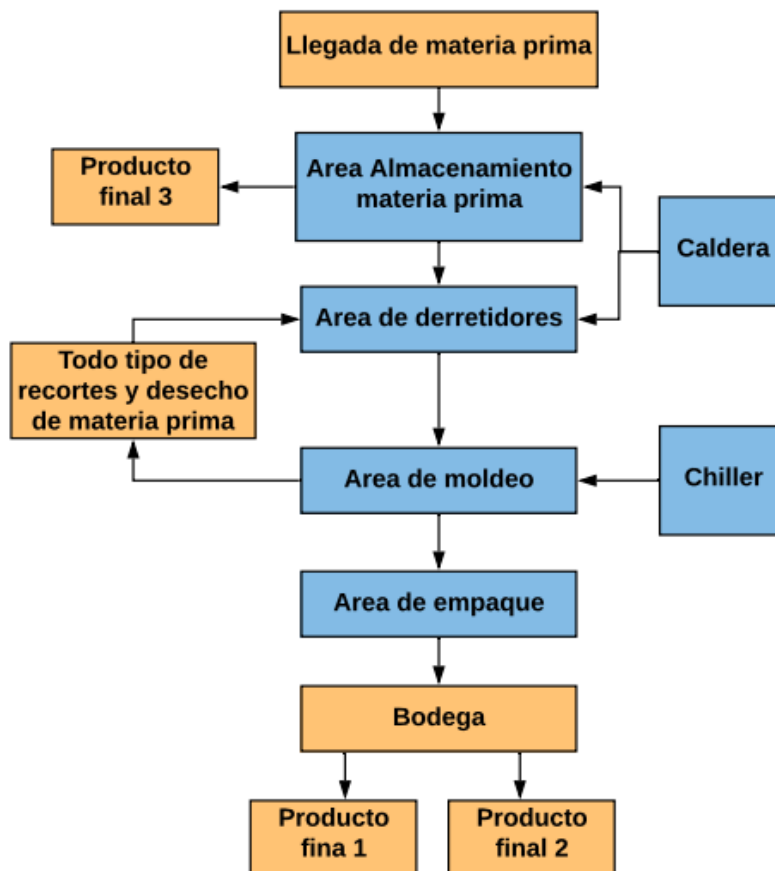 Llegada de materia prima
Area Almacenamiento
materia prima
Producto
final 3
Caldera
Area de derretidores
Todo tipo de
recortes y desecho
de materia prima
Area de moldeo
Chiller
Area de empaque
Bodega
Producto
fina 1
Producto
final 2